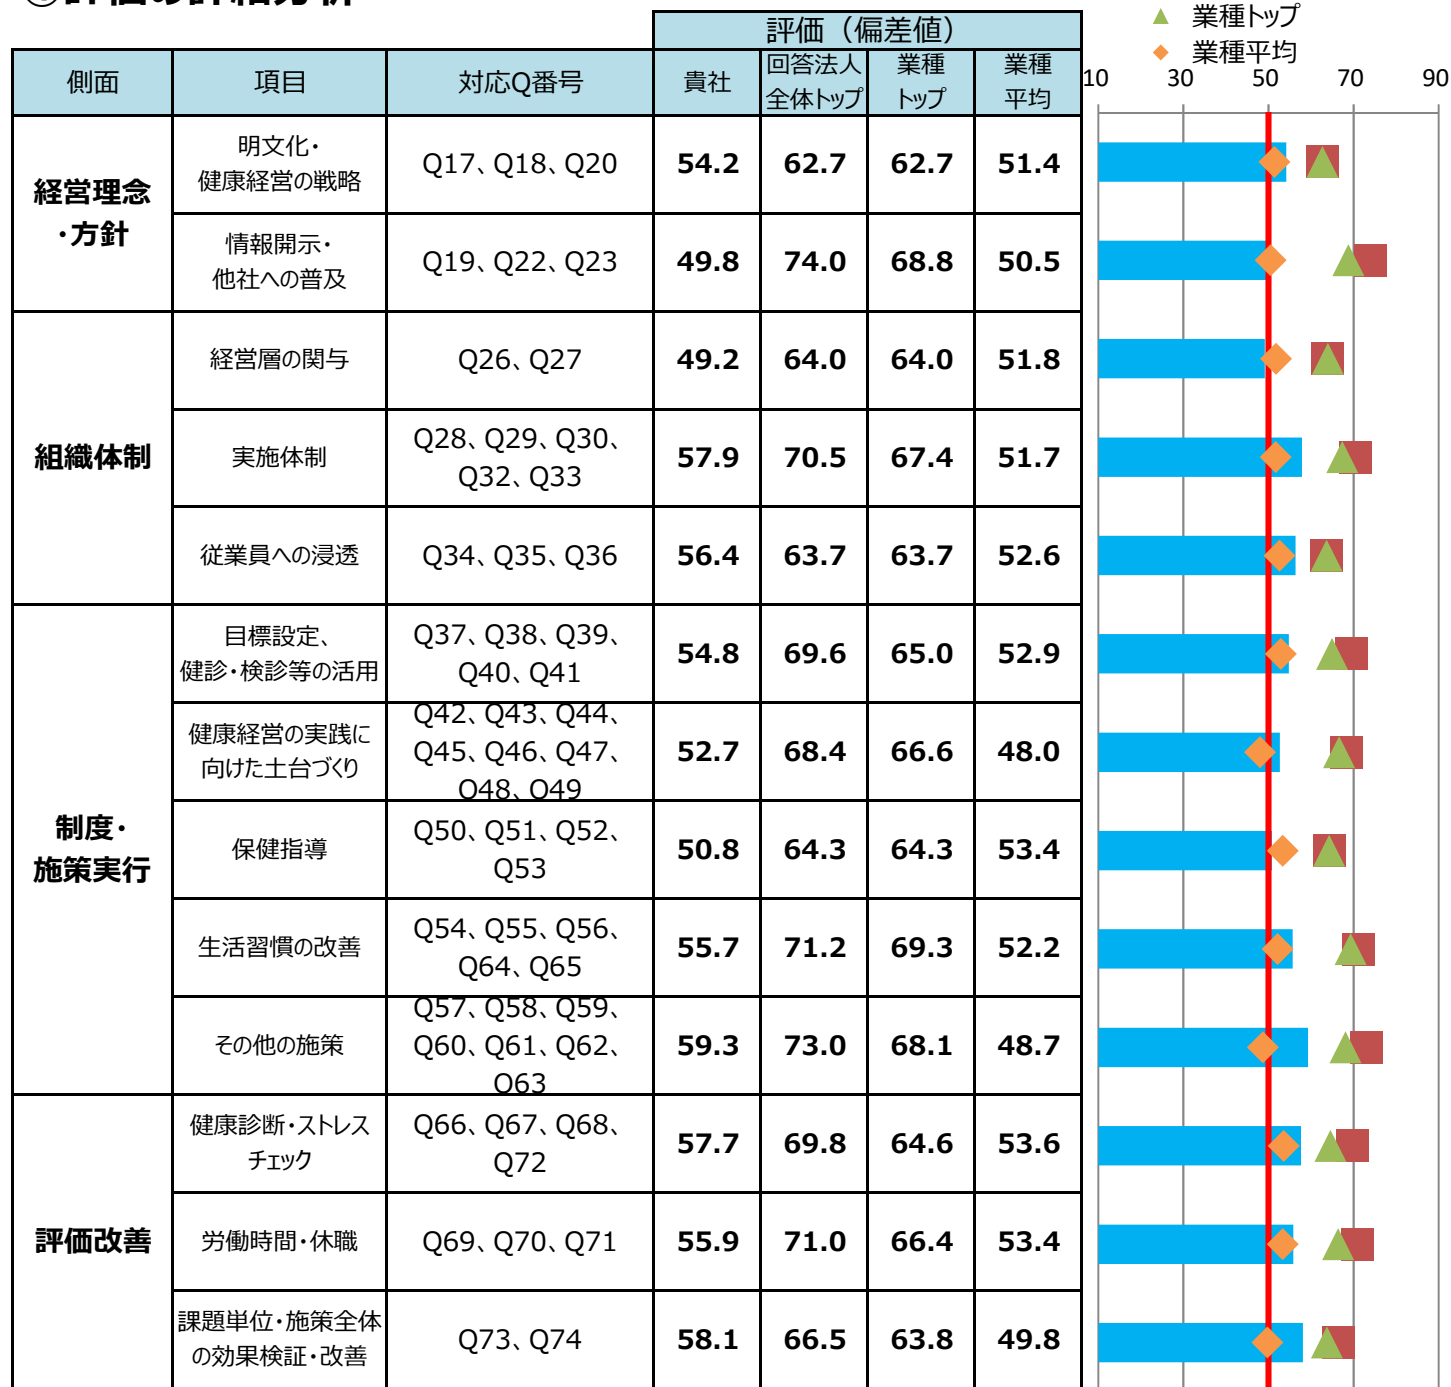 評価（偏差値）
▲ 業種トップ
◆ 業種平均
側面 項目 対応Q番号 貴社 回答法人 業種 業種
全体トップ トップ 平均
10 30 50 70 90
経営理念
・方針
明文化・
健康経営の戦略
Q17、Q18、Q20 54.2 62.7 62.7 51.4
情報開示・
他社への普及
Q19、Q22、Q23 49.8 74.0 68.8 50.5
組織体制
経営層の関与 Q26、Q27 49.2 64.0 64.0 51.8
実施体制
Q28、Q29、Q30、
Q32、Q33
57.9 70.5 67.4 51.7
従業員への浸透 Q34、Q35、Q36 56.4 63.7 63.7 52.6
制度・
施策実行
目標設定、
健診・検診等の活用
Q37、Q38、Q39、
Q40、Q41
54.8 69.6 65.0 52.9
健康経営の実践に
向けた土台づくり
Q42、Q43、Q44、
Q45、Q46、Q47、
Q48、Q49
52.7 68.4 66.6 48.0
保健指導
Q50、Q51、Q52、
Q53
50.8 64.3 64.3 53.4
生活習慣の改善
Q54、Q55、Q56、
Q64、Q65
55.7 71.2 69.3 52.2
その他の施策
Q57、Q58、Q59、
Q60、Q61、Q62、
Q63
59.3 73.0 68.1 48.7
評価改善
健康診断・ストレス
チェック
Q66、Q67、Q68、
Q72
57.7 69.8 64.6 53.6
労働時間・休職 Q69、Q70、Q71 55.9 71.0 66.4 53.4
課題単位・施策全体
の効果検証・改善
Q73、Q74 58.1 66.5 63.8 49.8